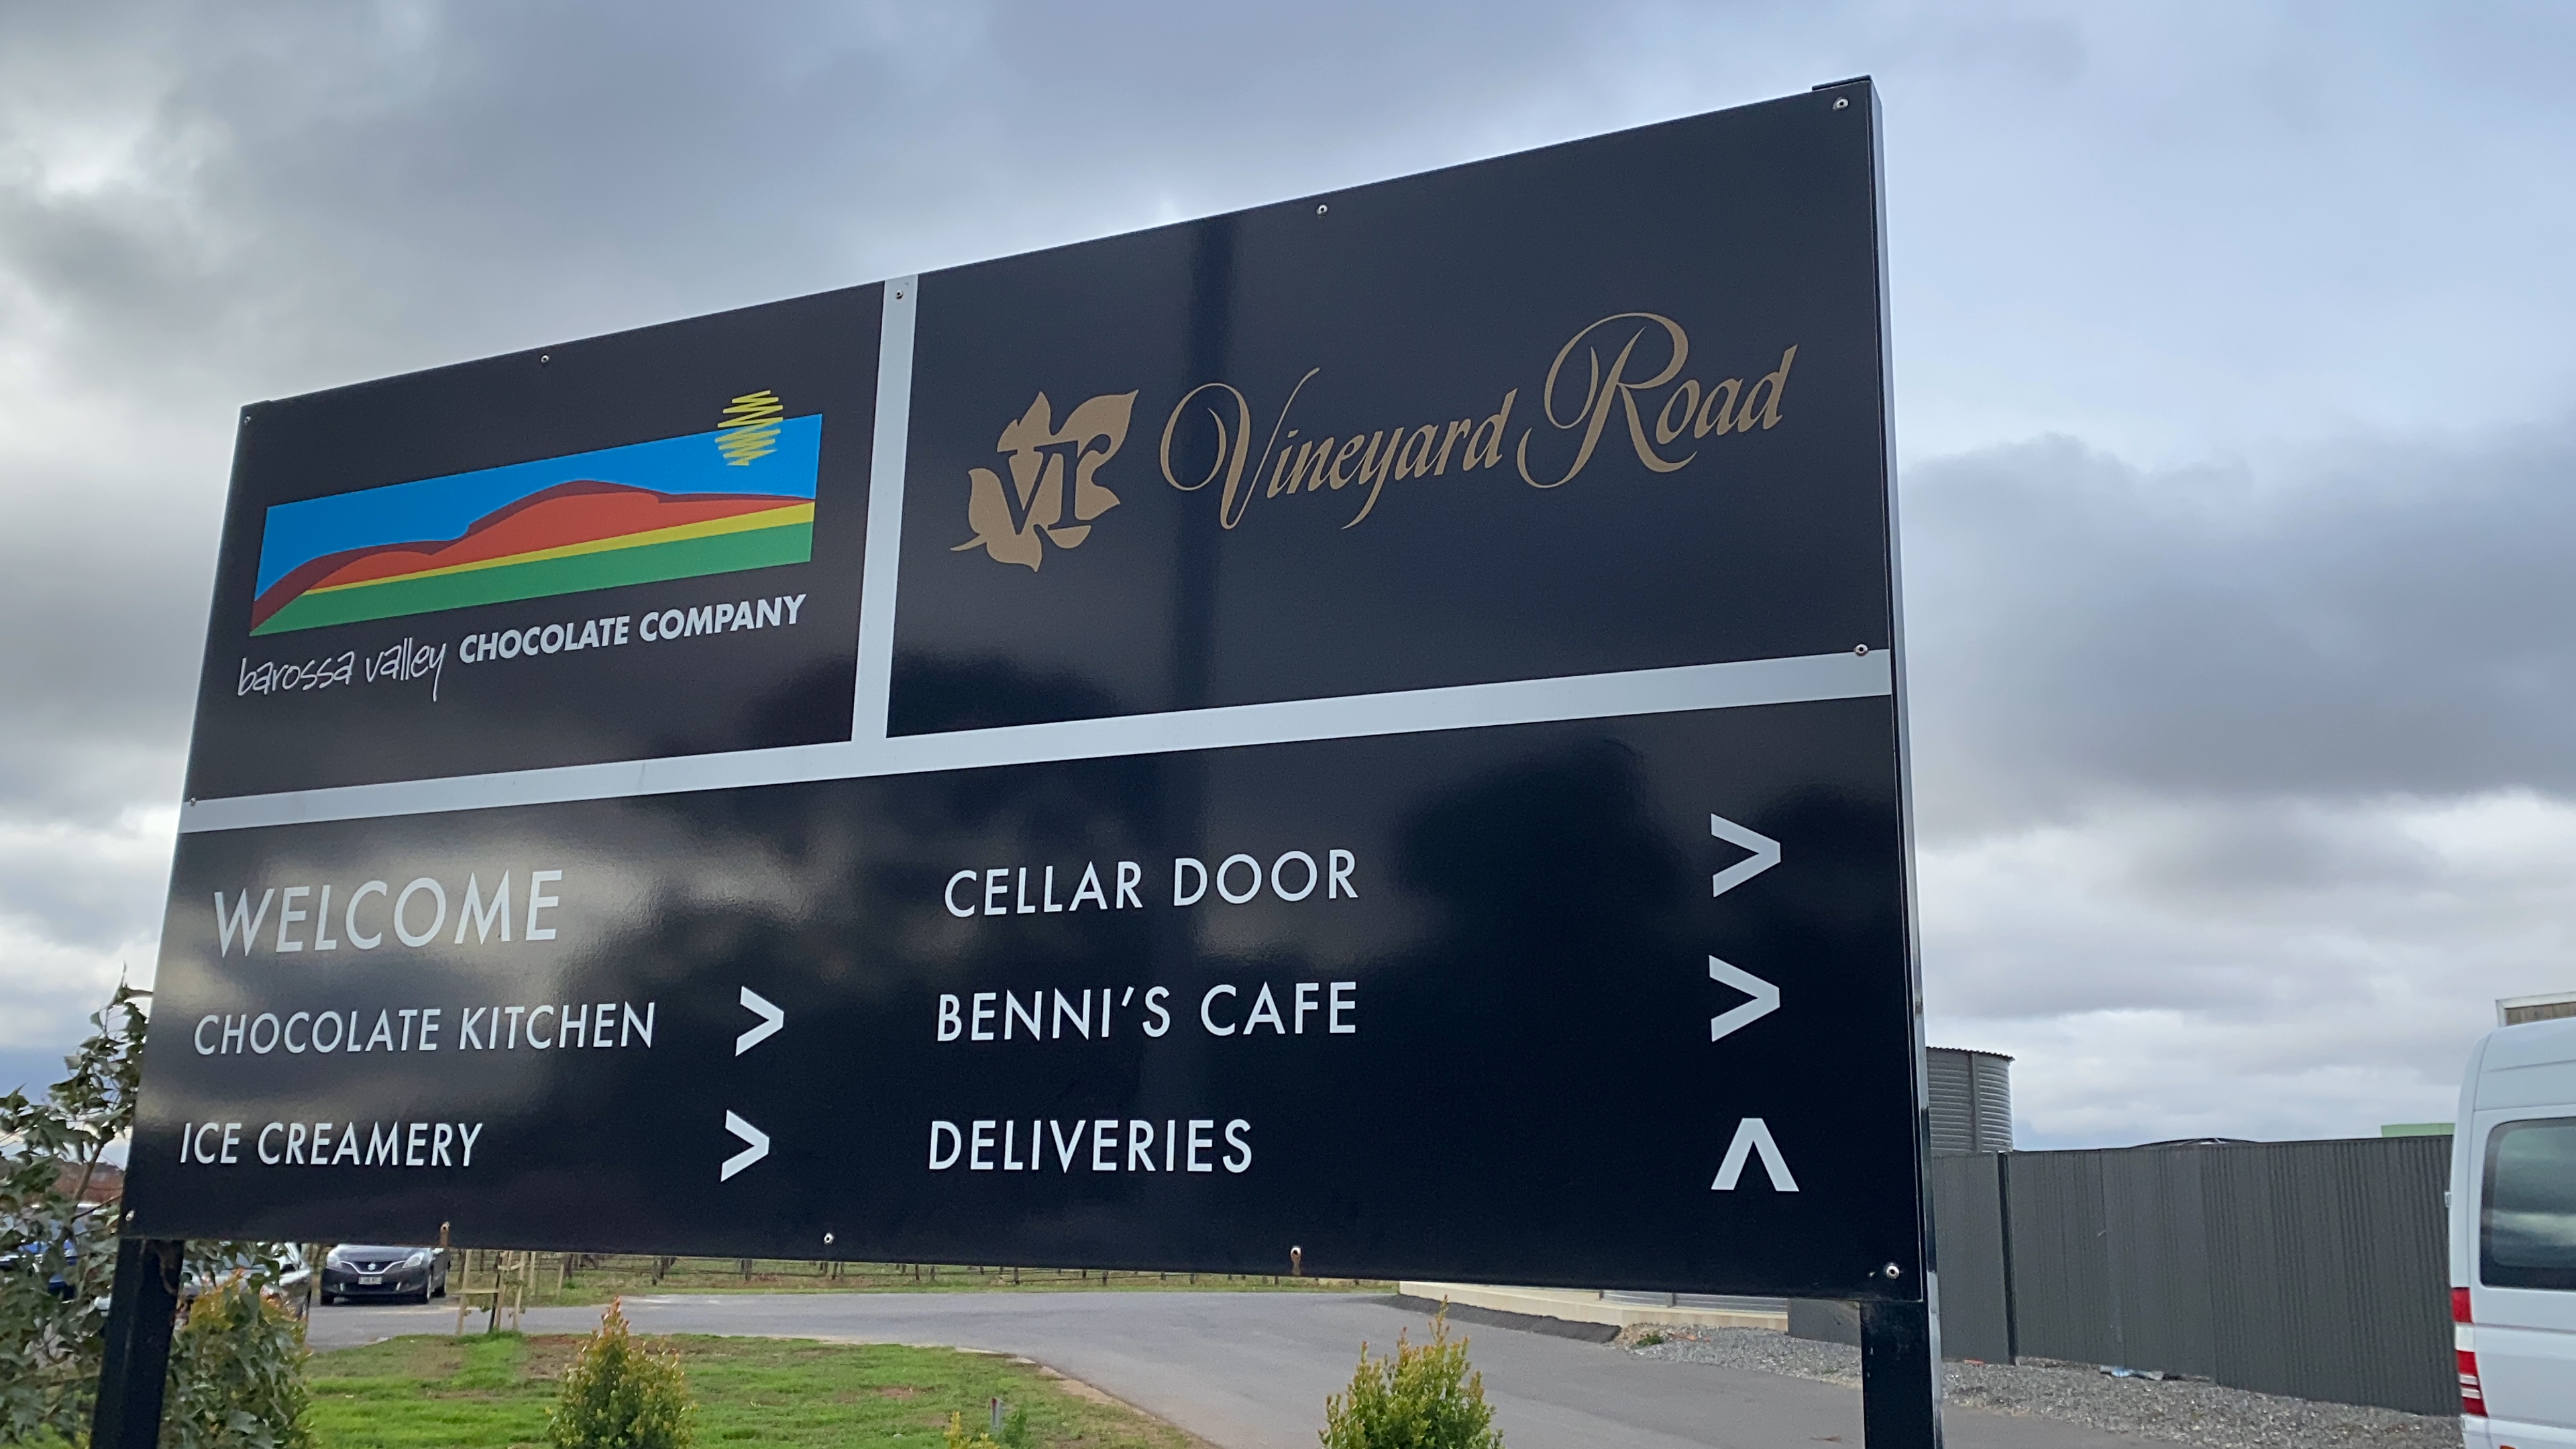 barossa valley CHOCOLATE COMPANY
vr Vineyard Road
WELCOME
CHOCOLATE KITCHEN >
ICE CREAMERY >
CELLAR DOOR >
BENNI'S CAFE >
DELIVERIES ^